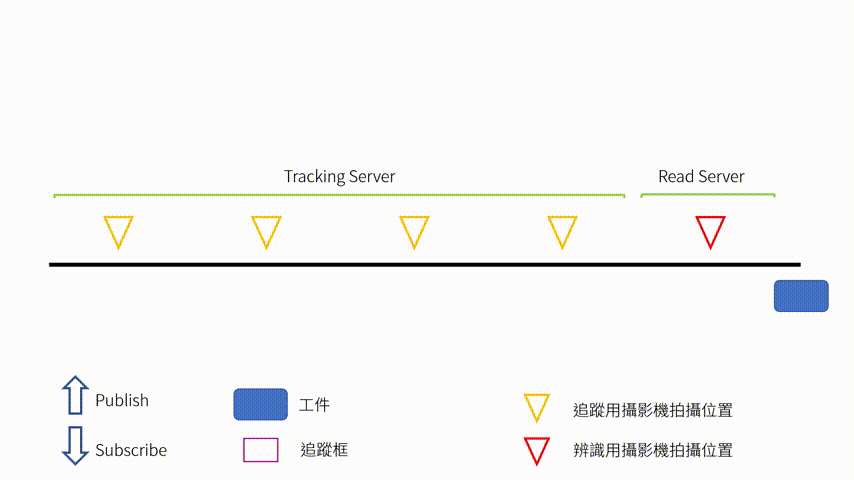 Tracking Server
Read Server
Publish
工件
追蹤用攝影機拍攝位置
Subscribe
追蹤框
辨識用攝影機拍攝位置